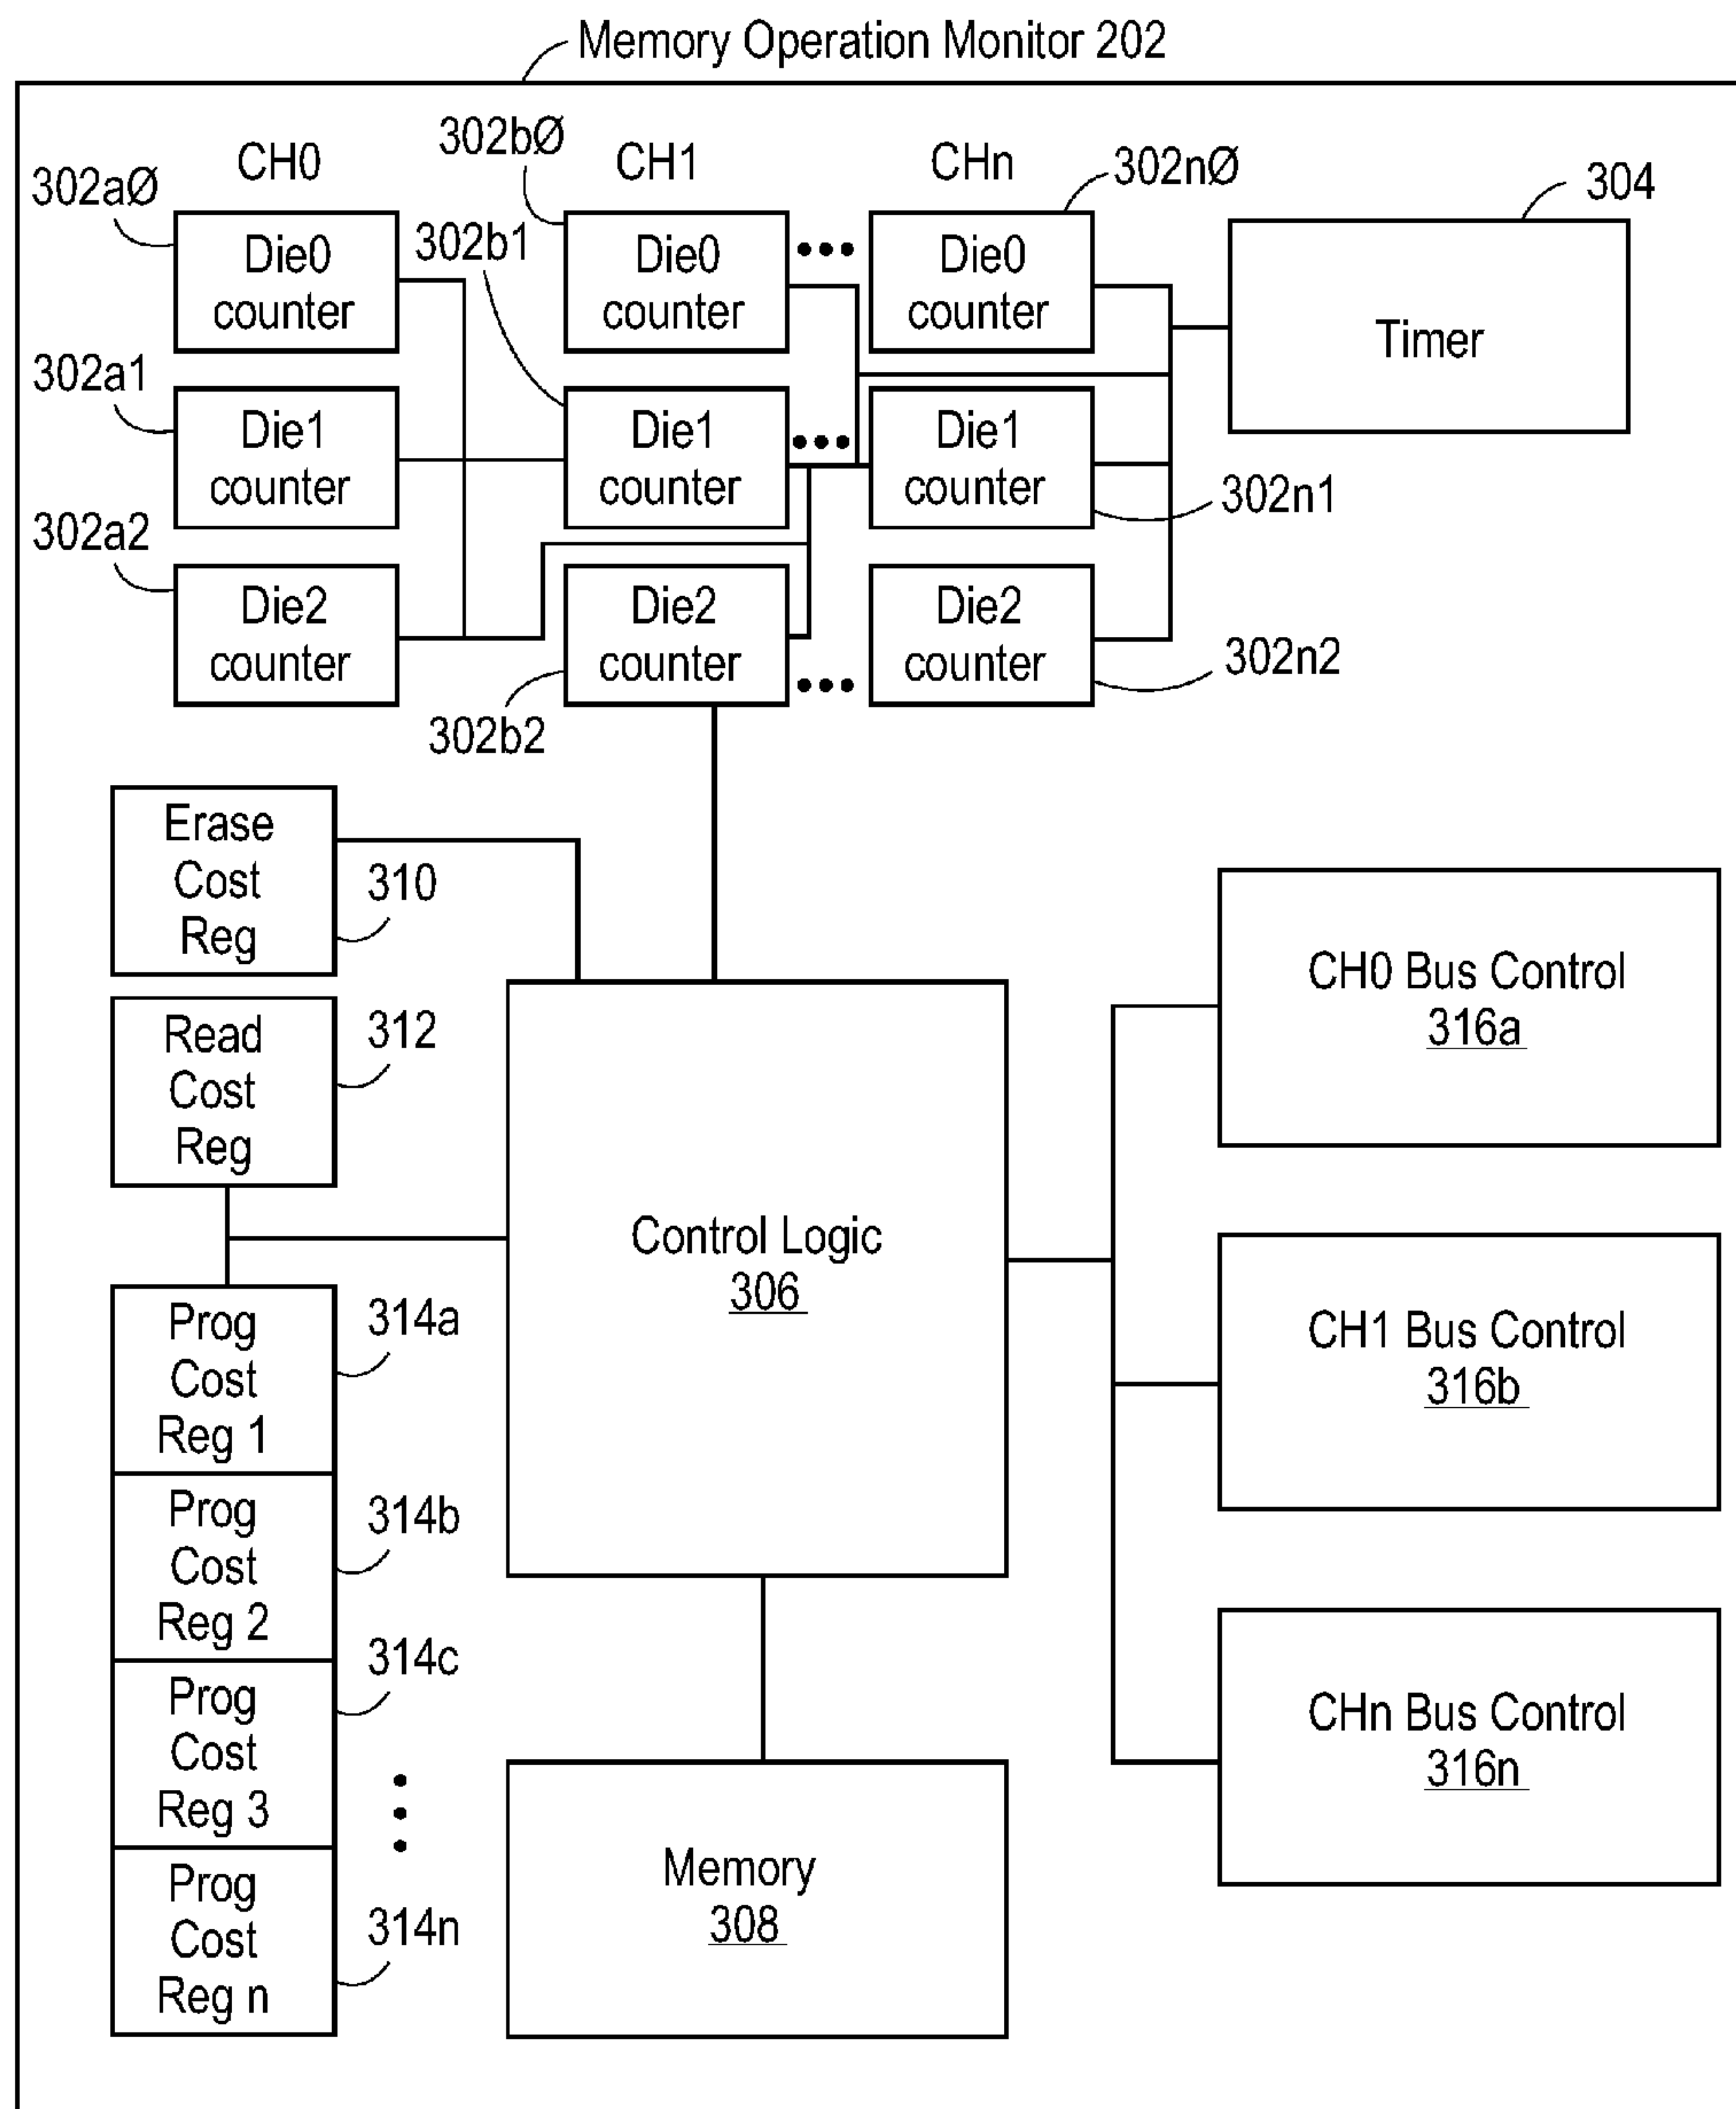 Memory Operation Monitor 202
CH0
302bØ
CH1
CHn
302nØ
304
302aØ
Die0
counter
302b1
Die0
counter
Die0
counter
Timer
302a1
Die1
counter
Die1
counter
Die1
counter
302n1
302a2
Die2
counter
Die2
counter
Die2
counter
302n2
302b2
Erase
Cost
Reg
310
Read
Cost
Reg
312
Control Logic
306
CH0 Bus Control
316a
CH1 Bus Control
316b
CHn Bus Control
316n
Prog
Cost
Reg 1
314a
Prog
Cost
Reg 2
314b
Prog
Cost
Reg 3
314c
Prog
Cost
Reg n
314n
Memory
308